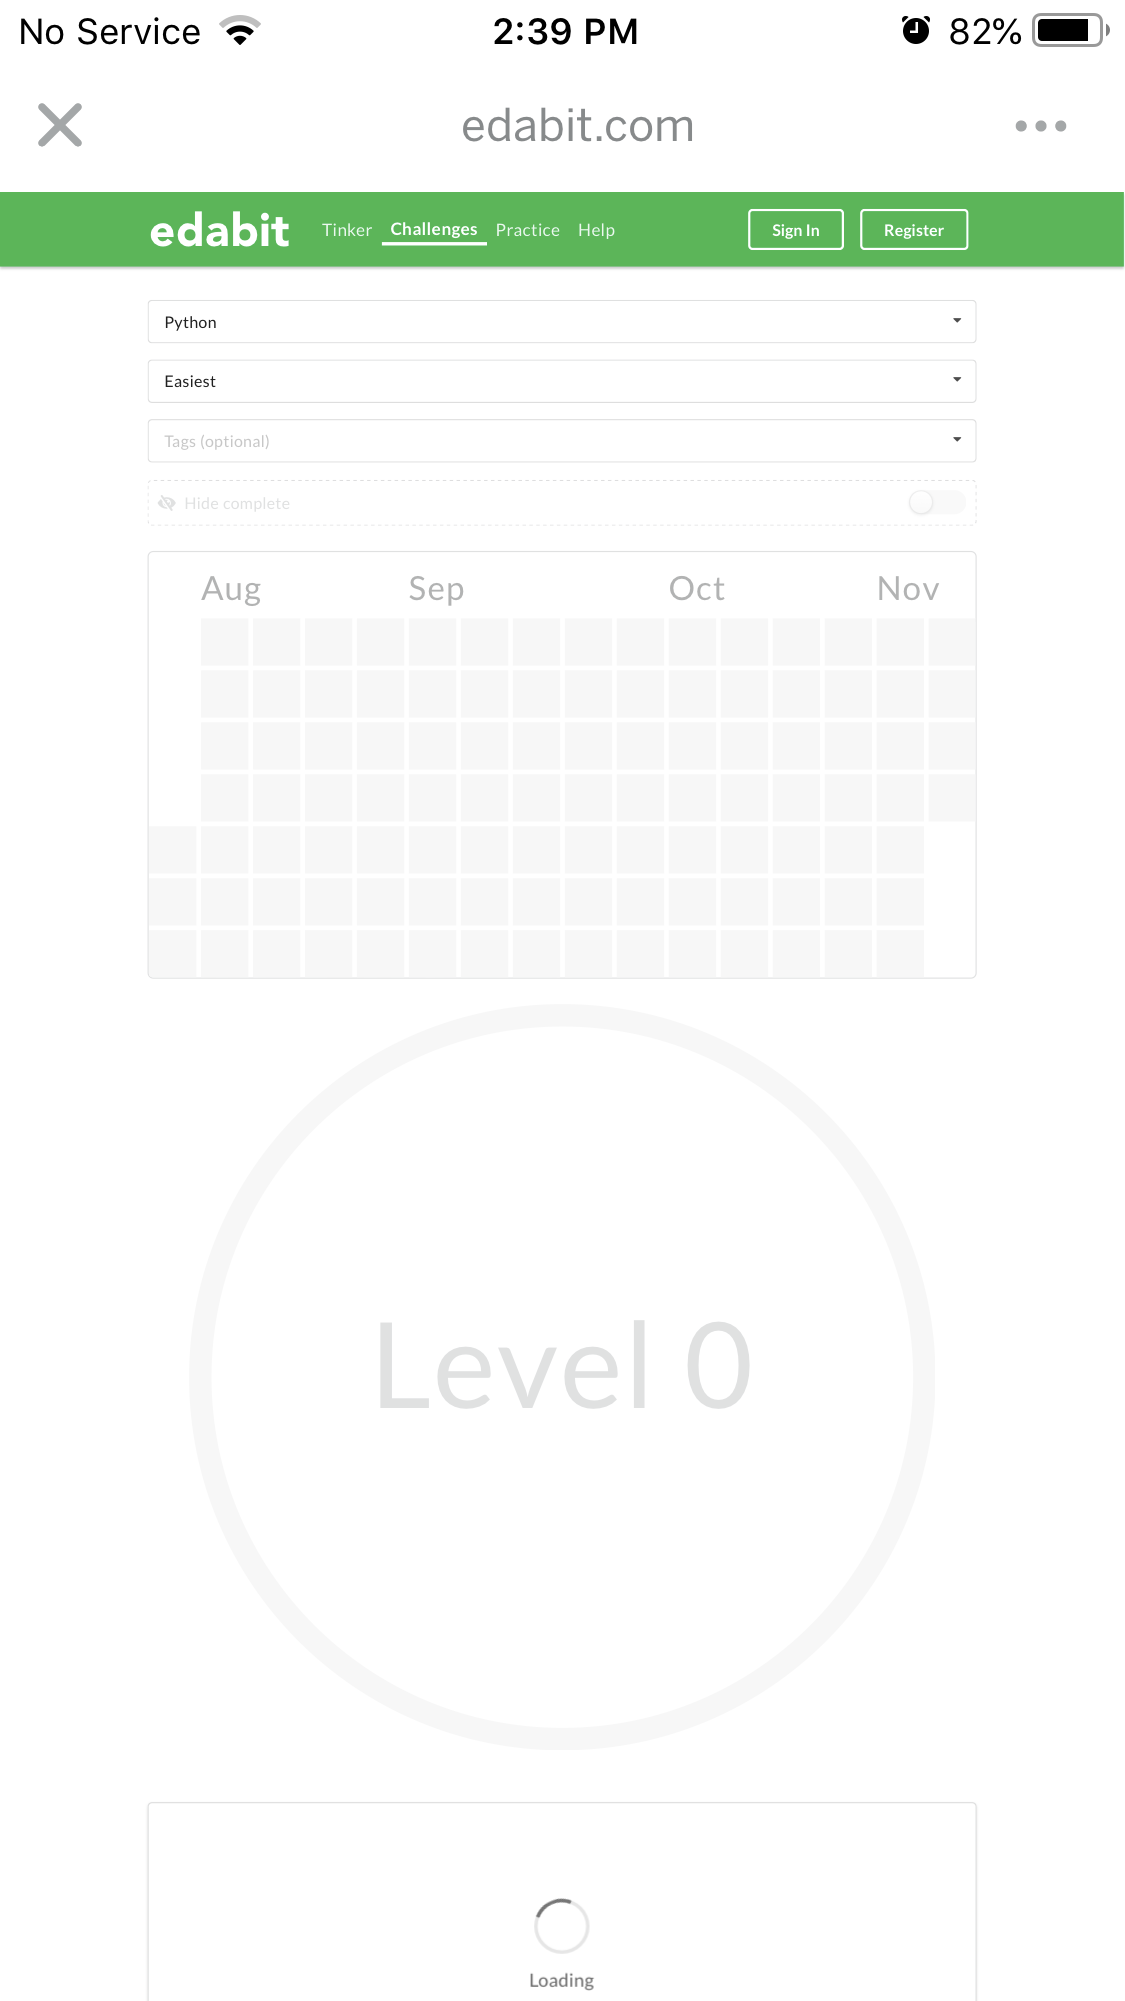 No Service 2:39 PM 82%
edabit.com
edabit Tinker Challenges Practice Help Sign In Register
Python
Easiest
Tags (optional)
Hide complete
Aug Sep Oct Nov
Level 0
Loading